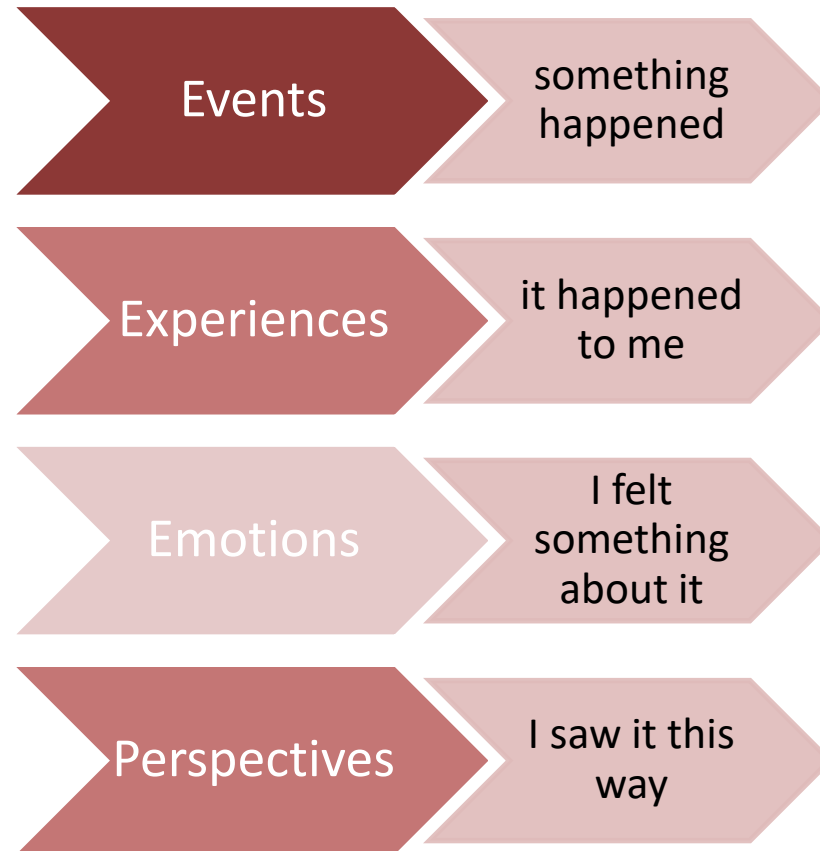 Events
something
happened
Experiences
it happened
to me
Emotions
I felt
something
about it
Perspectives
I saw it this
way